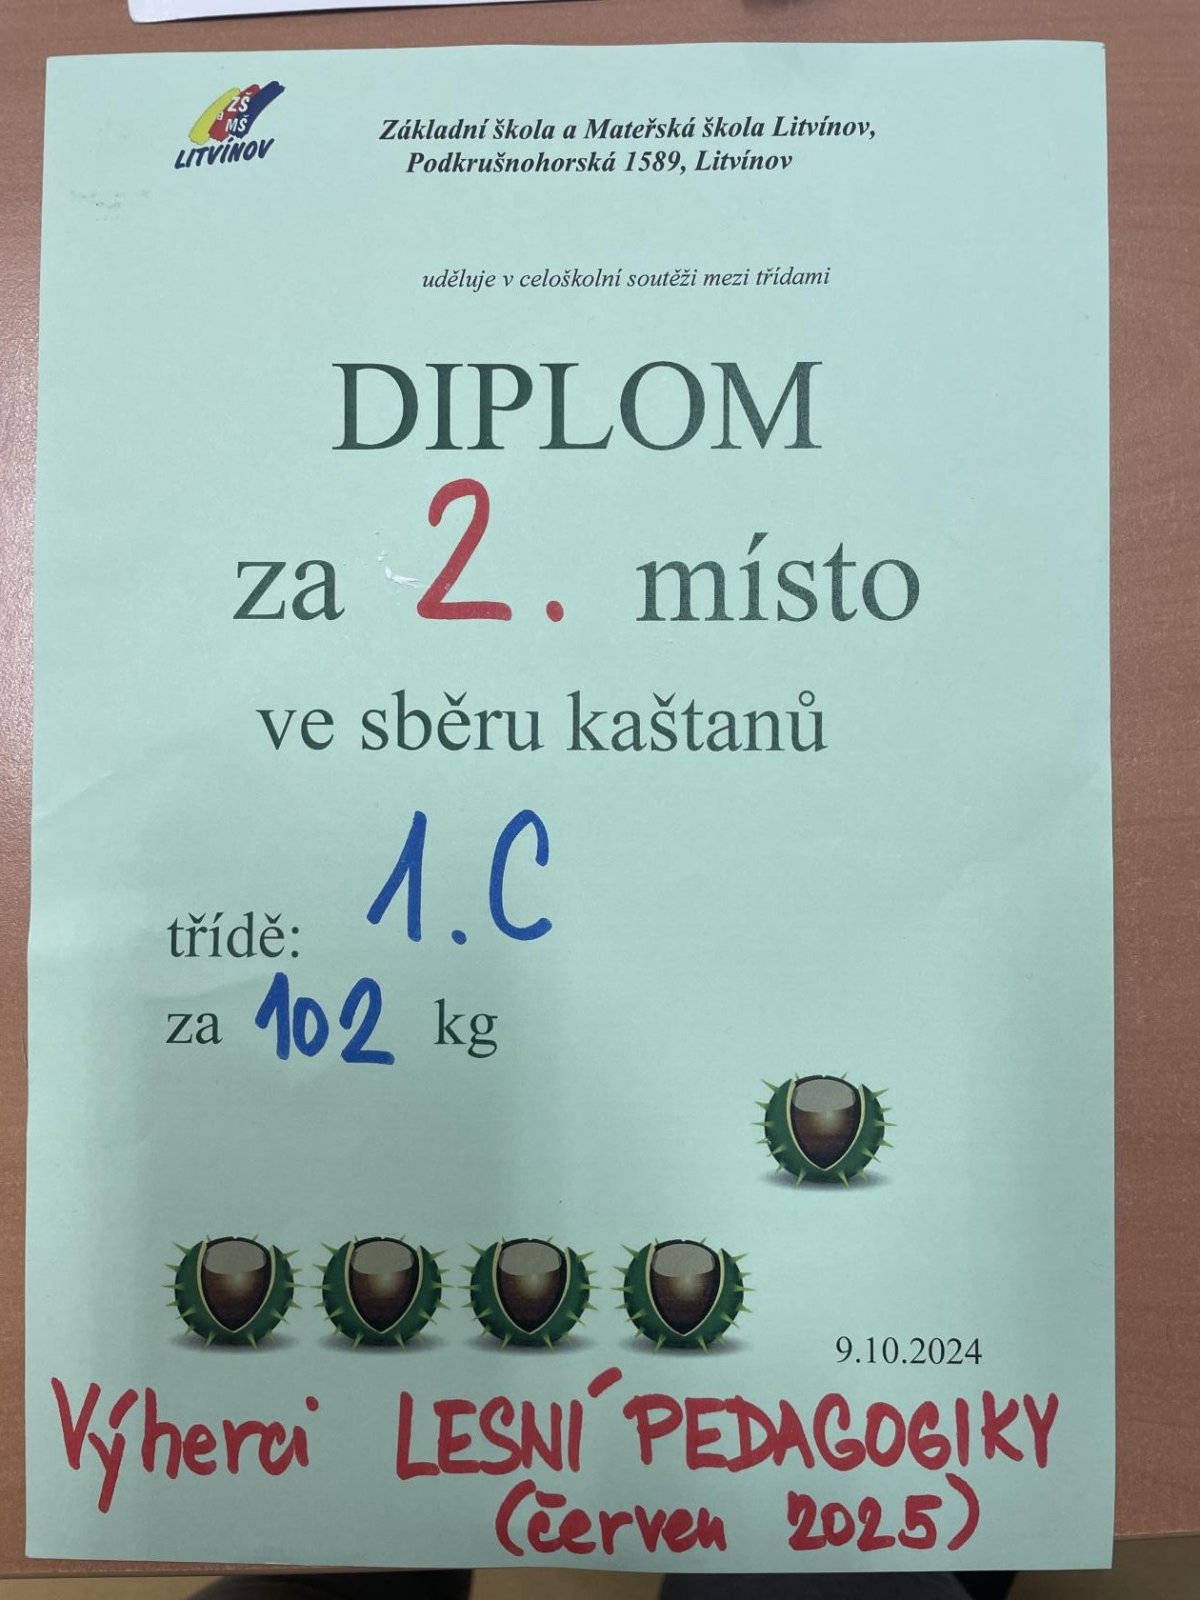 ZŠ
a
MŠ
LITVÍNOV
Základní škola a Mateřská škola Litvínov,
Podkrušnohorská 1589, Litvínov
uděluje v celoškolní soutěži mezi třídami
DIPLOM
za 2. místo
ve sběru kaštanů
třídě: 1.C
za 102 kg
9.10.2024
Výherci LESNÍ PEDAGOGIKY
(červen 2025)